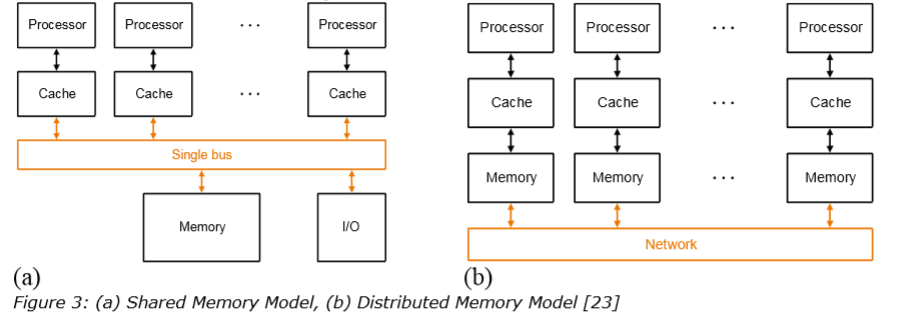 Processor Processor ... Processor
Cache Cache ... Cache
Single bus
Memory I/O
(a)
Processor Processor ... Processor
Cache Cache ... Cache
Memory Memory ... Memory
Network
(b)
Figure 3: (a) Shared Memory Model, (b) Distributed Memory Model [23]